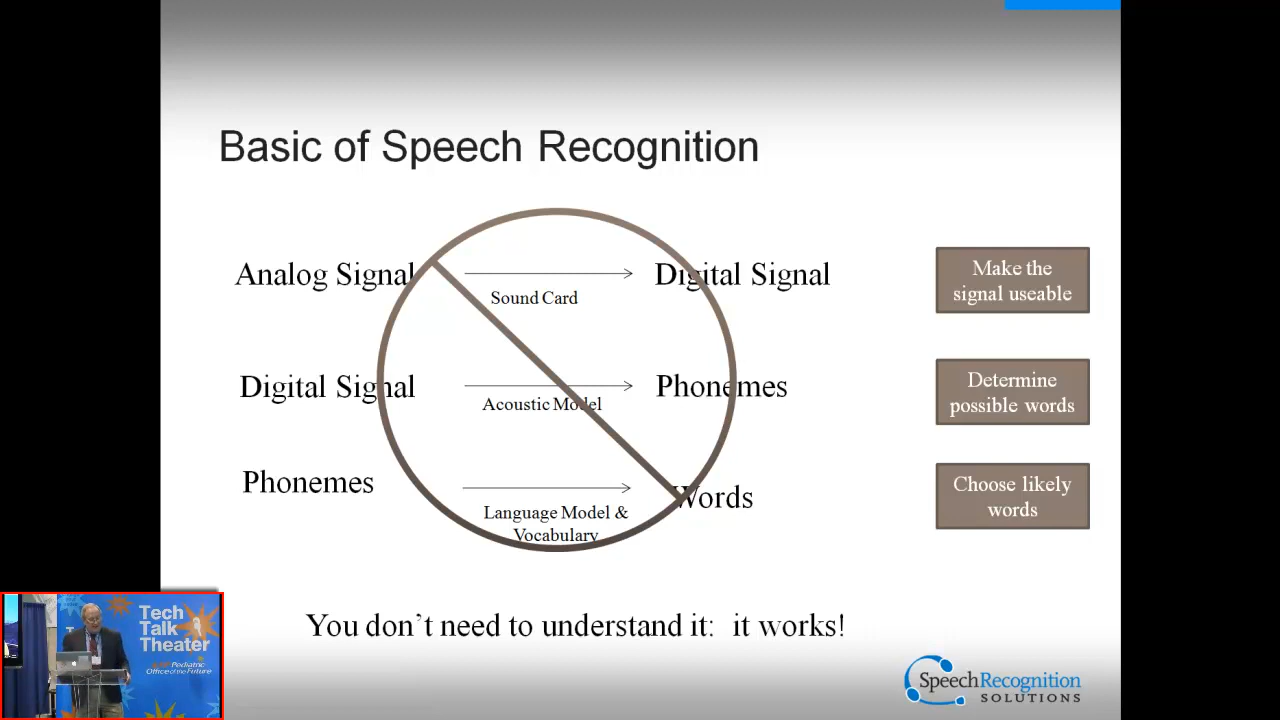 Basic of Speech Recognition
Analog Signal
Sound Card
Digital Signal
Make the
signal useable
Digital Signal
Acoustic Model
Phonemes
Determine
possible words
Phonemes
Language Model &
Vocabulary
Words
Choose likely
words
You don't need to understand it: it works!
Tech
Talk
Theater
Pediatric
Office of the Future
SpeechRecognition
SOLUTIONS